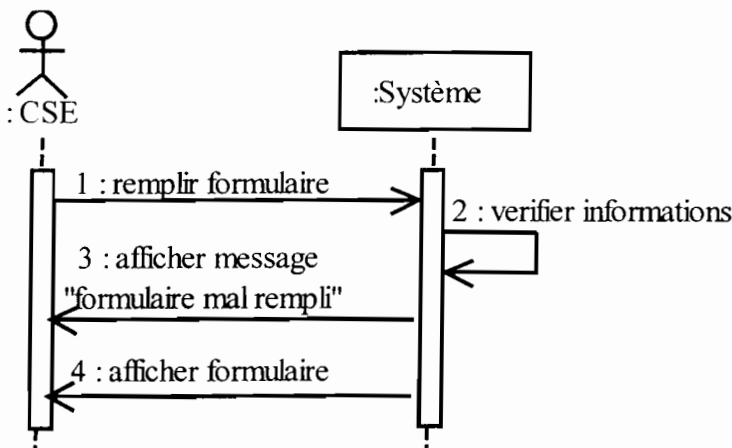 : CSE
:Système
1 : remplir formulaire
2 : verifier informations
3 : afficher message
"formulaire mal rempli"
4 : afficher formulaire